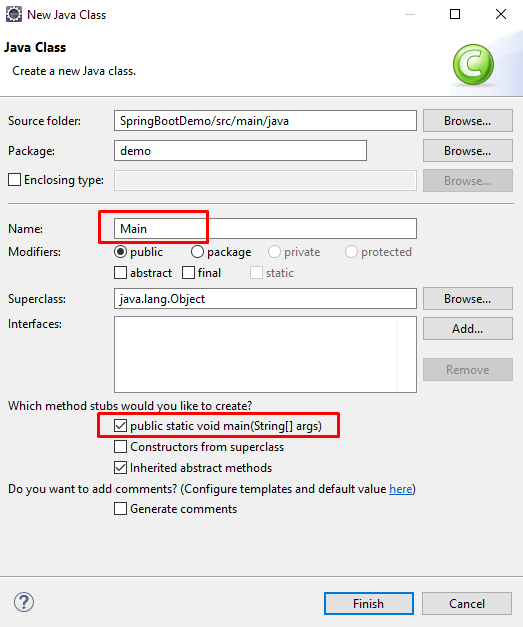 New Java Class
Java Class
Create a new Java class.
C
Source folder: SpringBootDemo/src/main/java Browse...
Package: demo Browse...
Enclosing type: Browse...
Name: Main
Modifiers: public package private protected
abstract final static
Superclass: java.lang.Object Browse...
Interfaces: Add...
Remove
Which method stubs would you like to create?
public static void main(String[] args)
Constructors from superclass
Inherited abstract methods
Do you want to add comments? (Configure templates and default value here)
Generate comments
? Finish Cancel